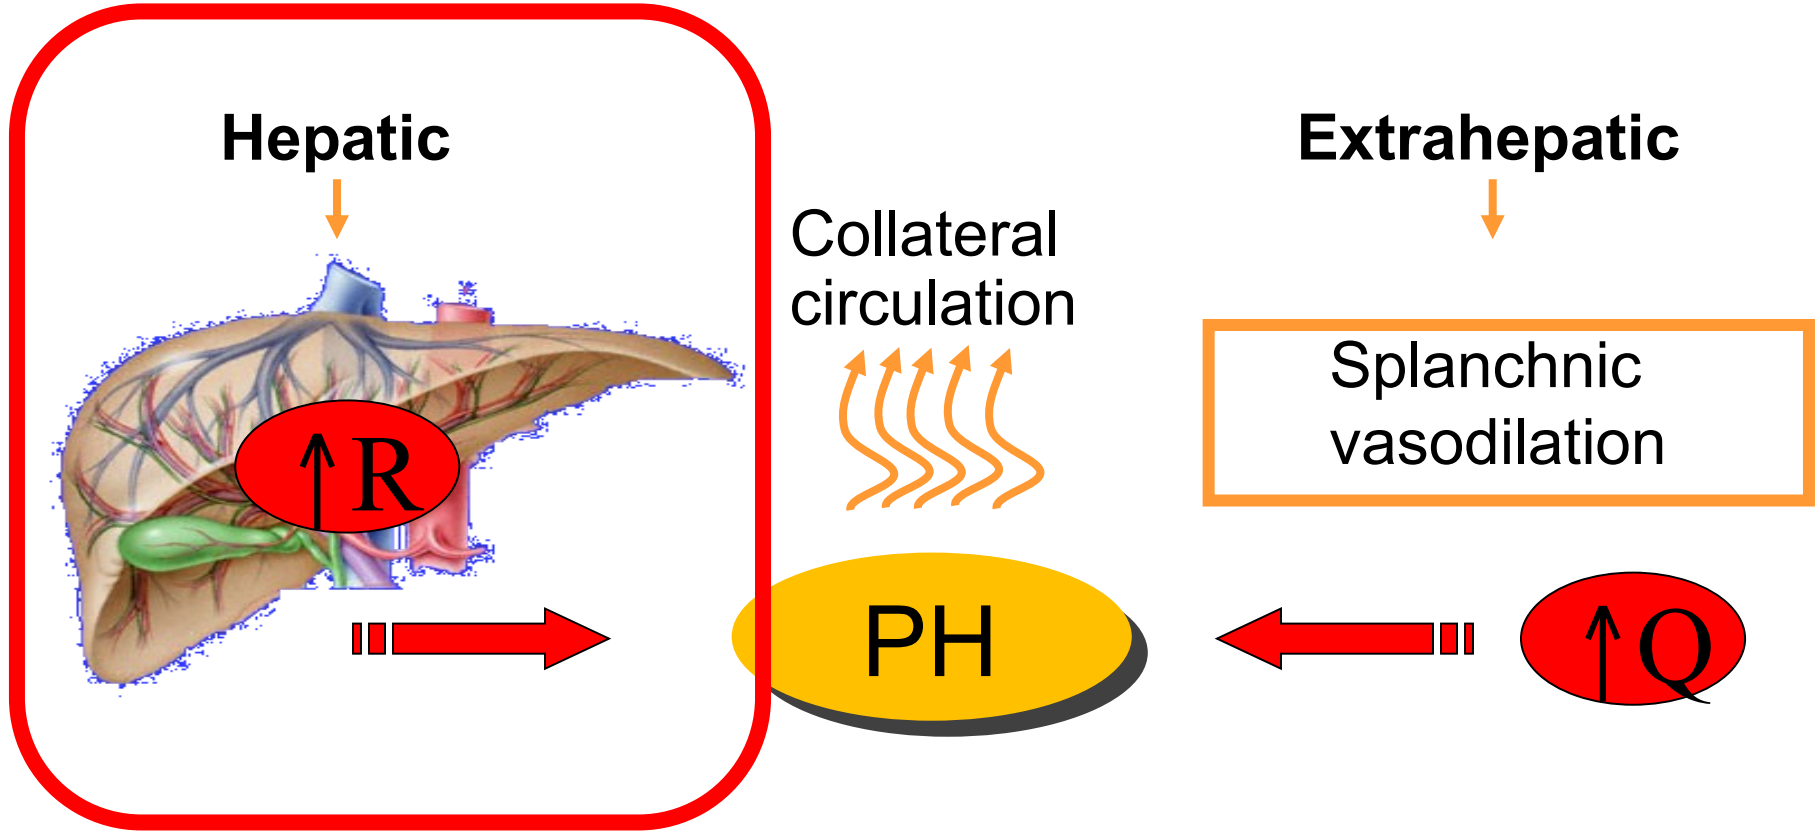 Hepatic
Extrahepatic
Collateral
circulation
Splanchnic
vasodilation
↑R
PH
↑Q